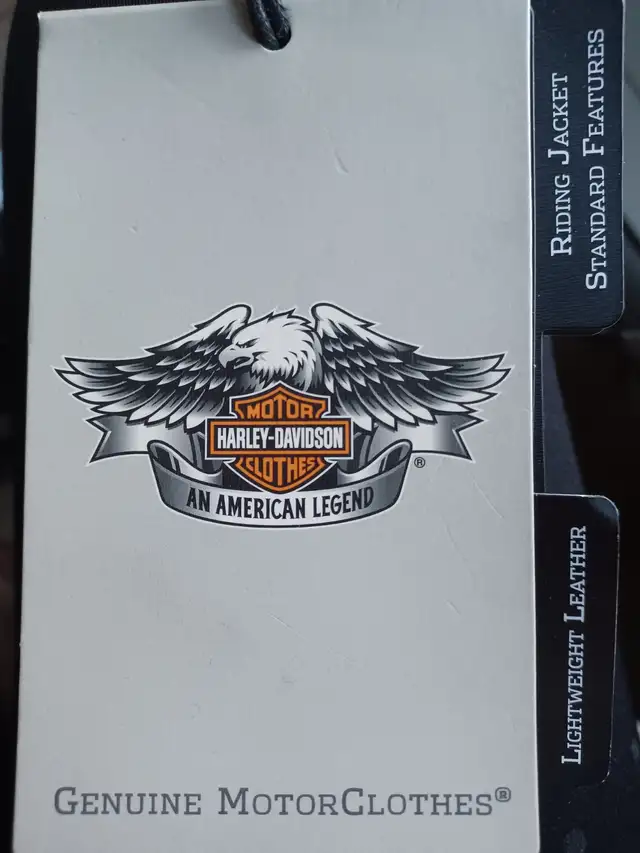 MOTOR
HARLEY-DAVIDSON
CLOTHES
®
AN AMERICAN LEGEND
GENUINE MOTORCLOTHES®
RIDING JACKET
STANDARD FEATURES
LIGHTWEIGHT LEATHER